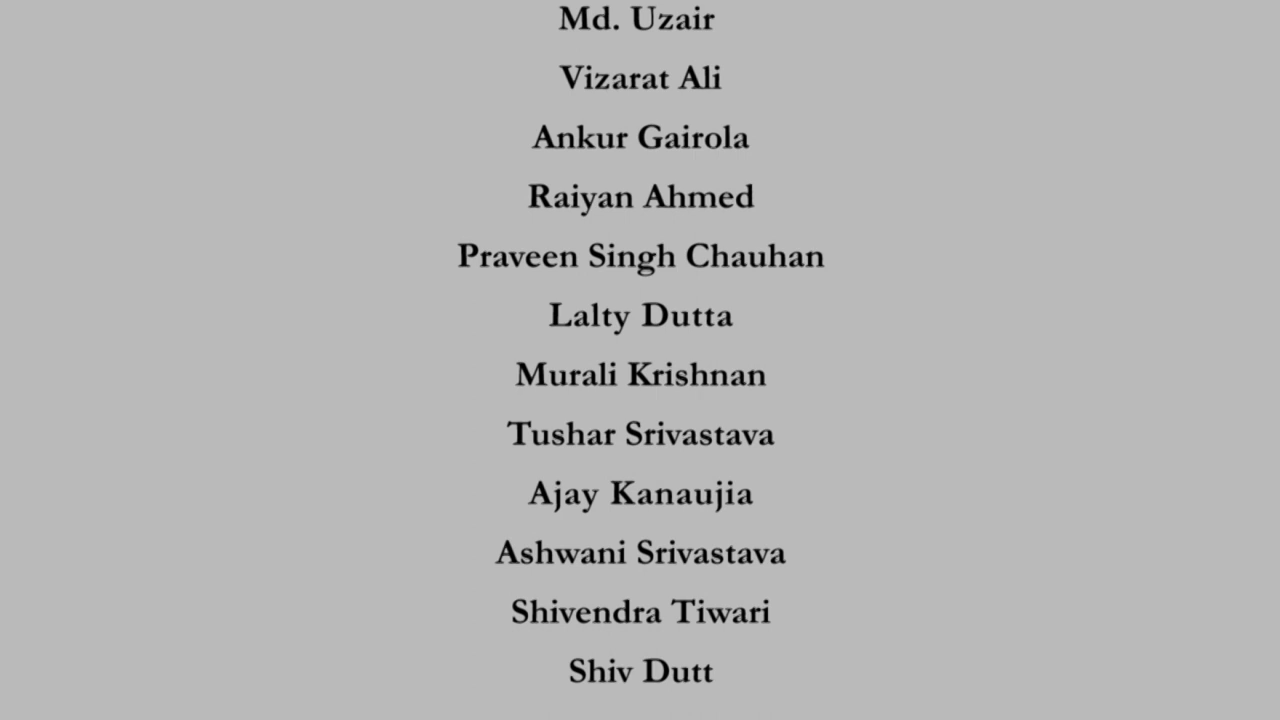 Md. Uzair
Vizarat Ali
Ankur Gairola
Raiyan Ahmed
Praveen Singh Chauhan
Lalty Dutta
Murali Krishnan
Tushar Srivastava
Ajay Kanaujia
Ashwani Srivastava
Shivendra Tiwari
Shiv Dutt